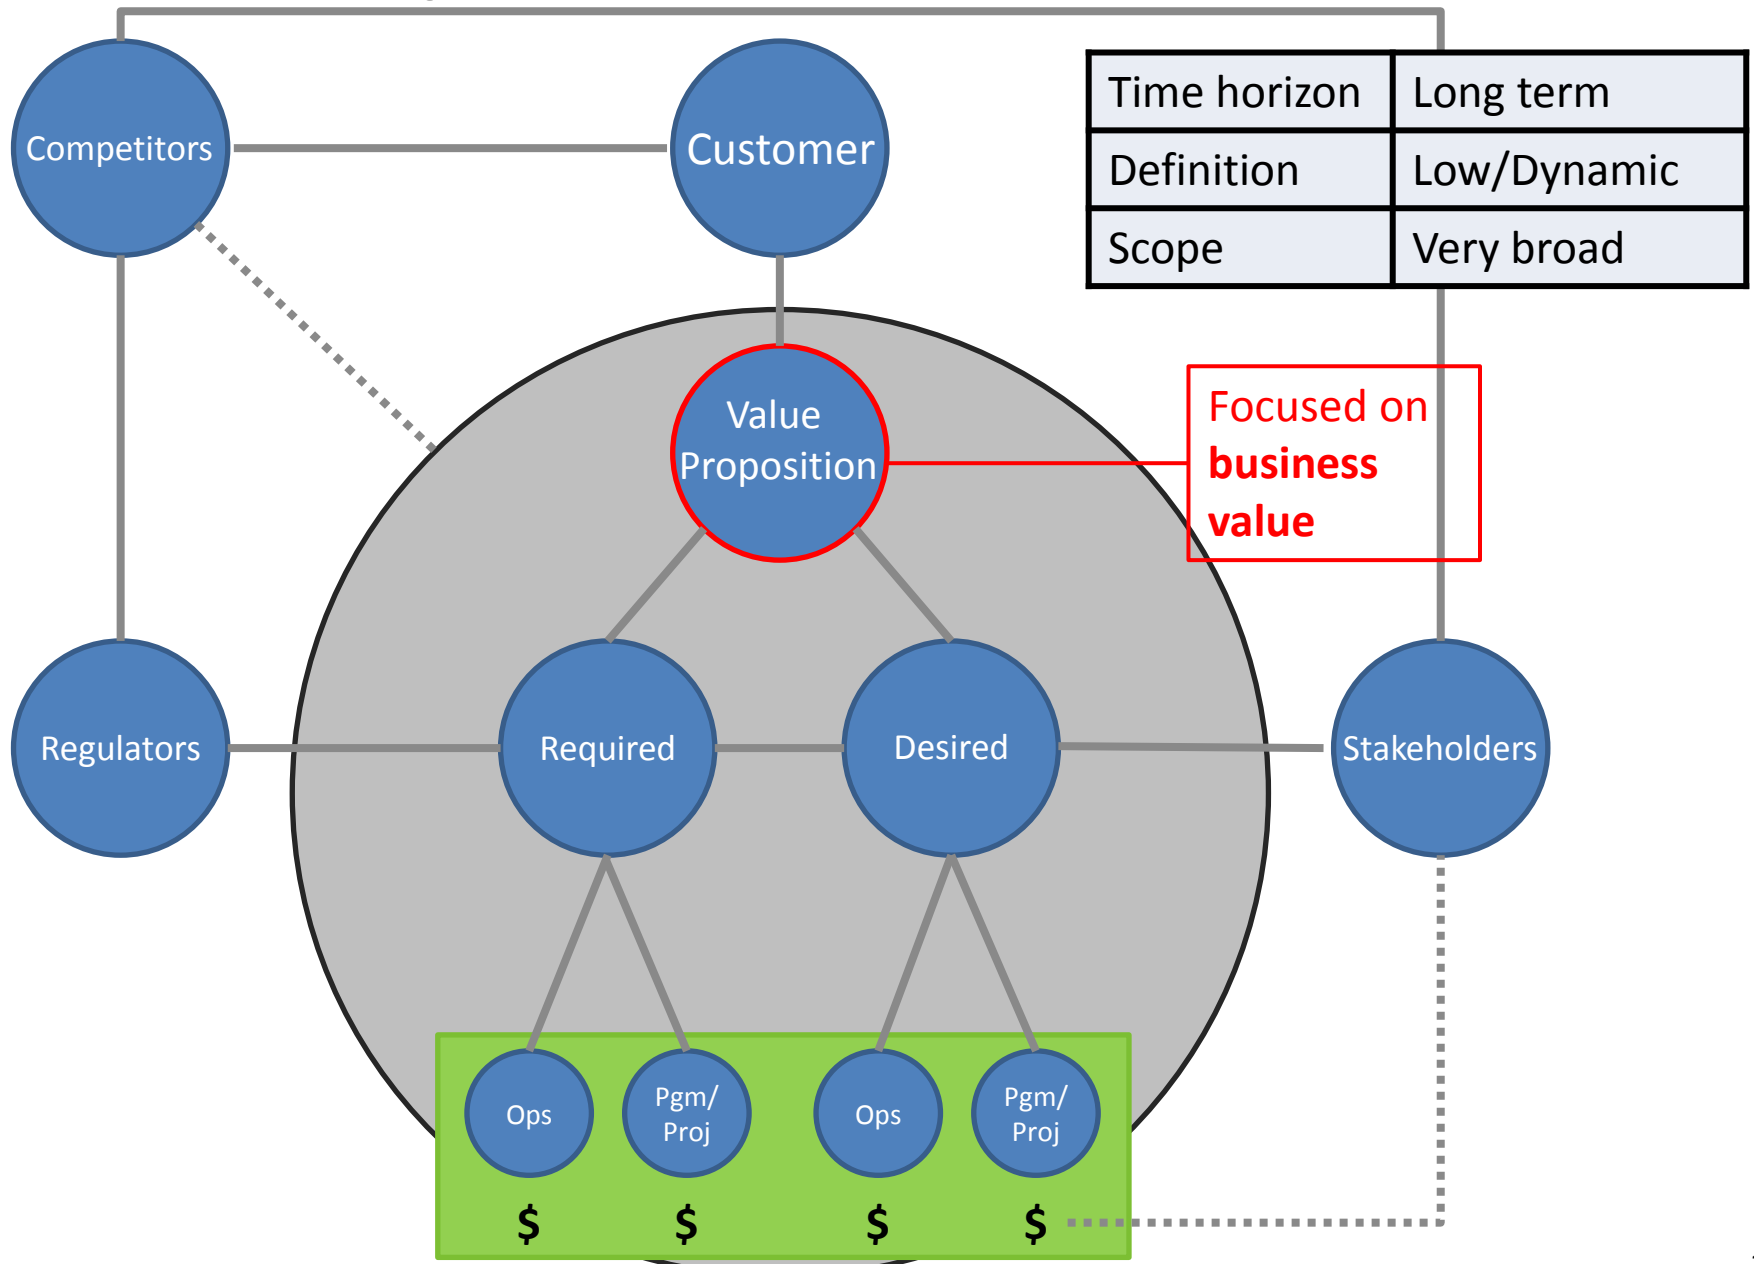 Competitors
Customer
Time horizon Long term
Definition Low/Dynamic
Scope Very broad
Value
Proposition
Focused on
business
value
Regulators
Required
Desired
Stakeholders
Ops
Pgm/
Proj
Ops
Pgm/
Proj
$ $ $ $